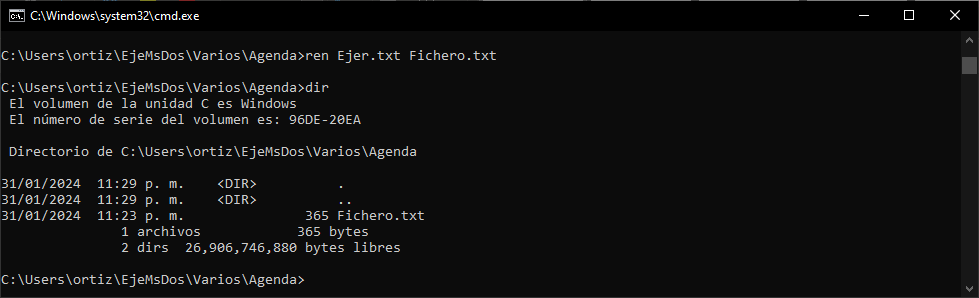 C:\Windows\system32\cmd.exe
C:\Users\ortiz\EjeMsDos\Varios\Agenda>ren Ejer.txt Fichero.txt
C:\Users\ortiz\EjeMsDos\Varios\Agenda>dir
 El volumen de la unidad C es Windows
 El número de serie del volumen es: 96DE-20EA
 Directorio de C:\Users\ortiz\EjeMsDos\Varios\Agenda
31/01/2024  11:29 p. m.    <DIR>          .
31/01/2024  11:29 p. m.    <DIR>          ..
31/01/2024  11:23 p. m.               365 Fichero.txt
               1 archivos            365 bytes
               2 dirs  26,906,746,880 bytes libres
C:\Users\ortiz\EjeMsDos\Varios\Agenda>